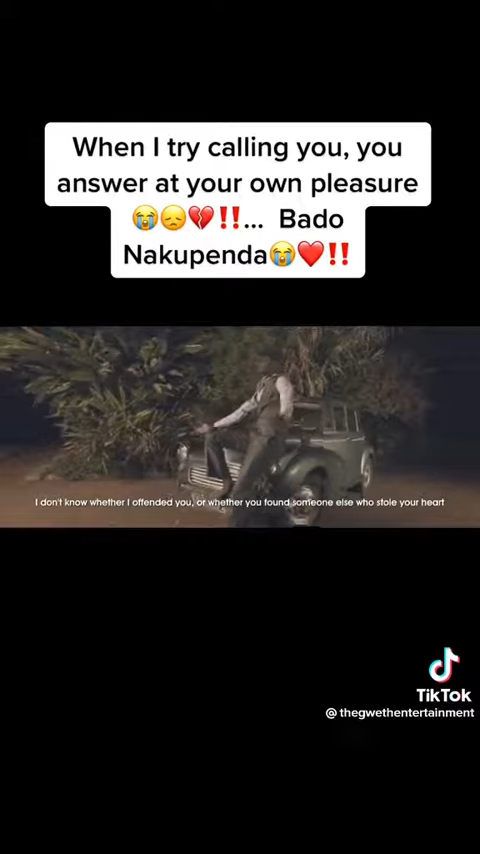 When I try calling you, you
answer at your own pleasure
😭😞💔‼️... Bado
Nakupenda😭❤️‼️
I don't know whether I offended you, or whether you found someone else who stole your heart
TikTok
@ thegwethentertainment